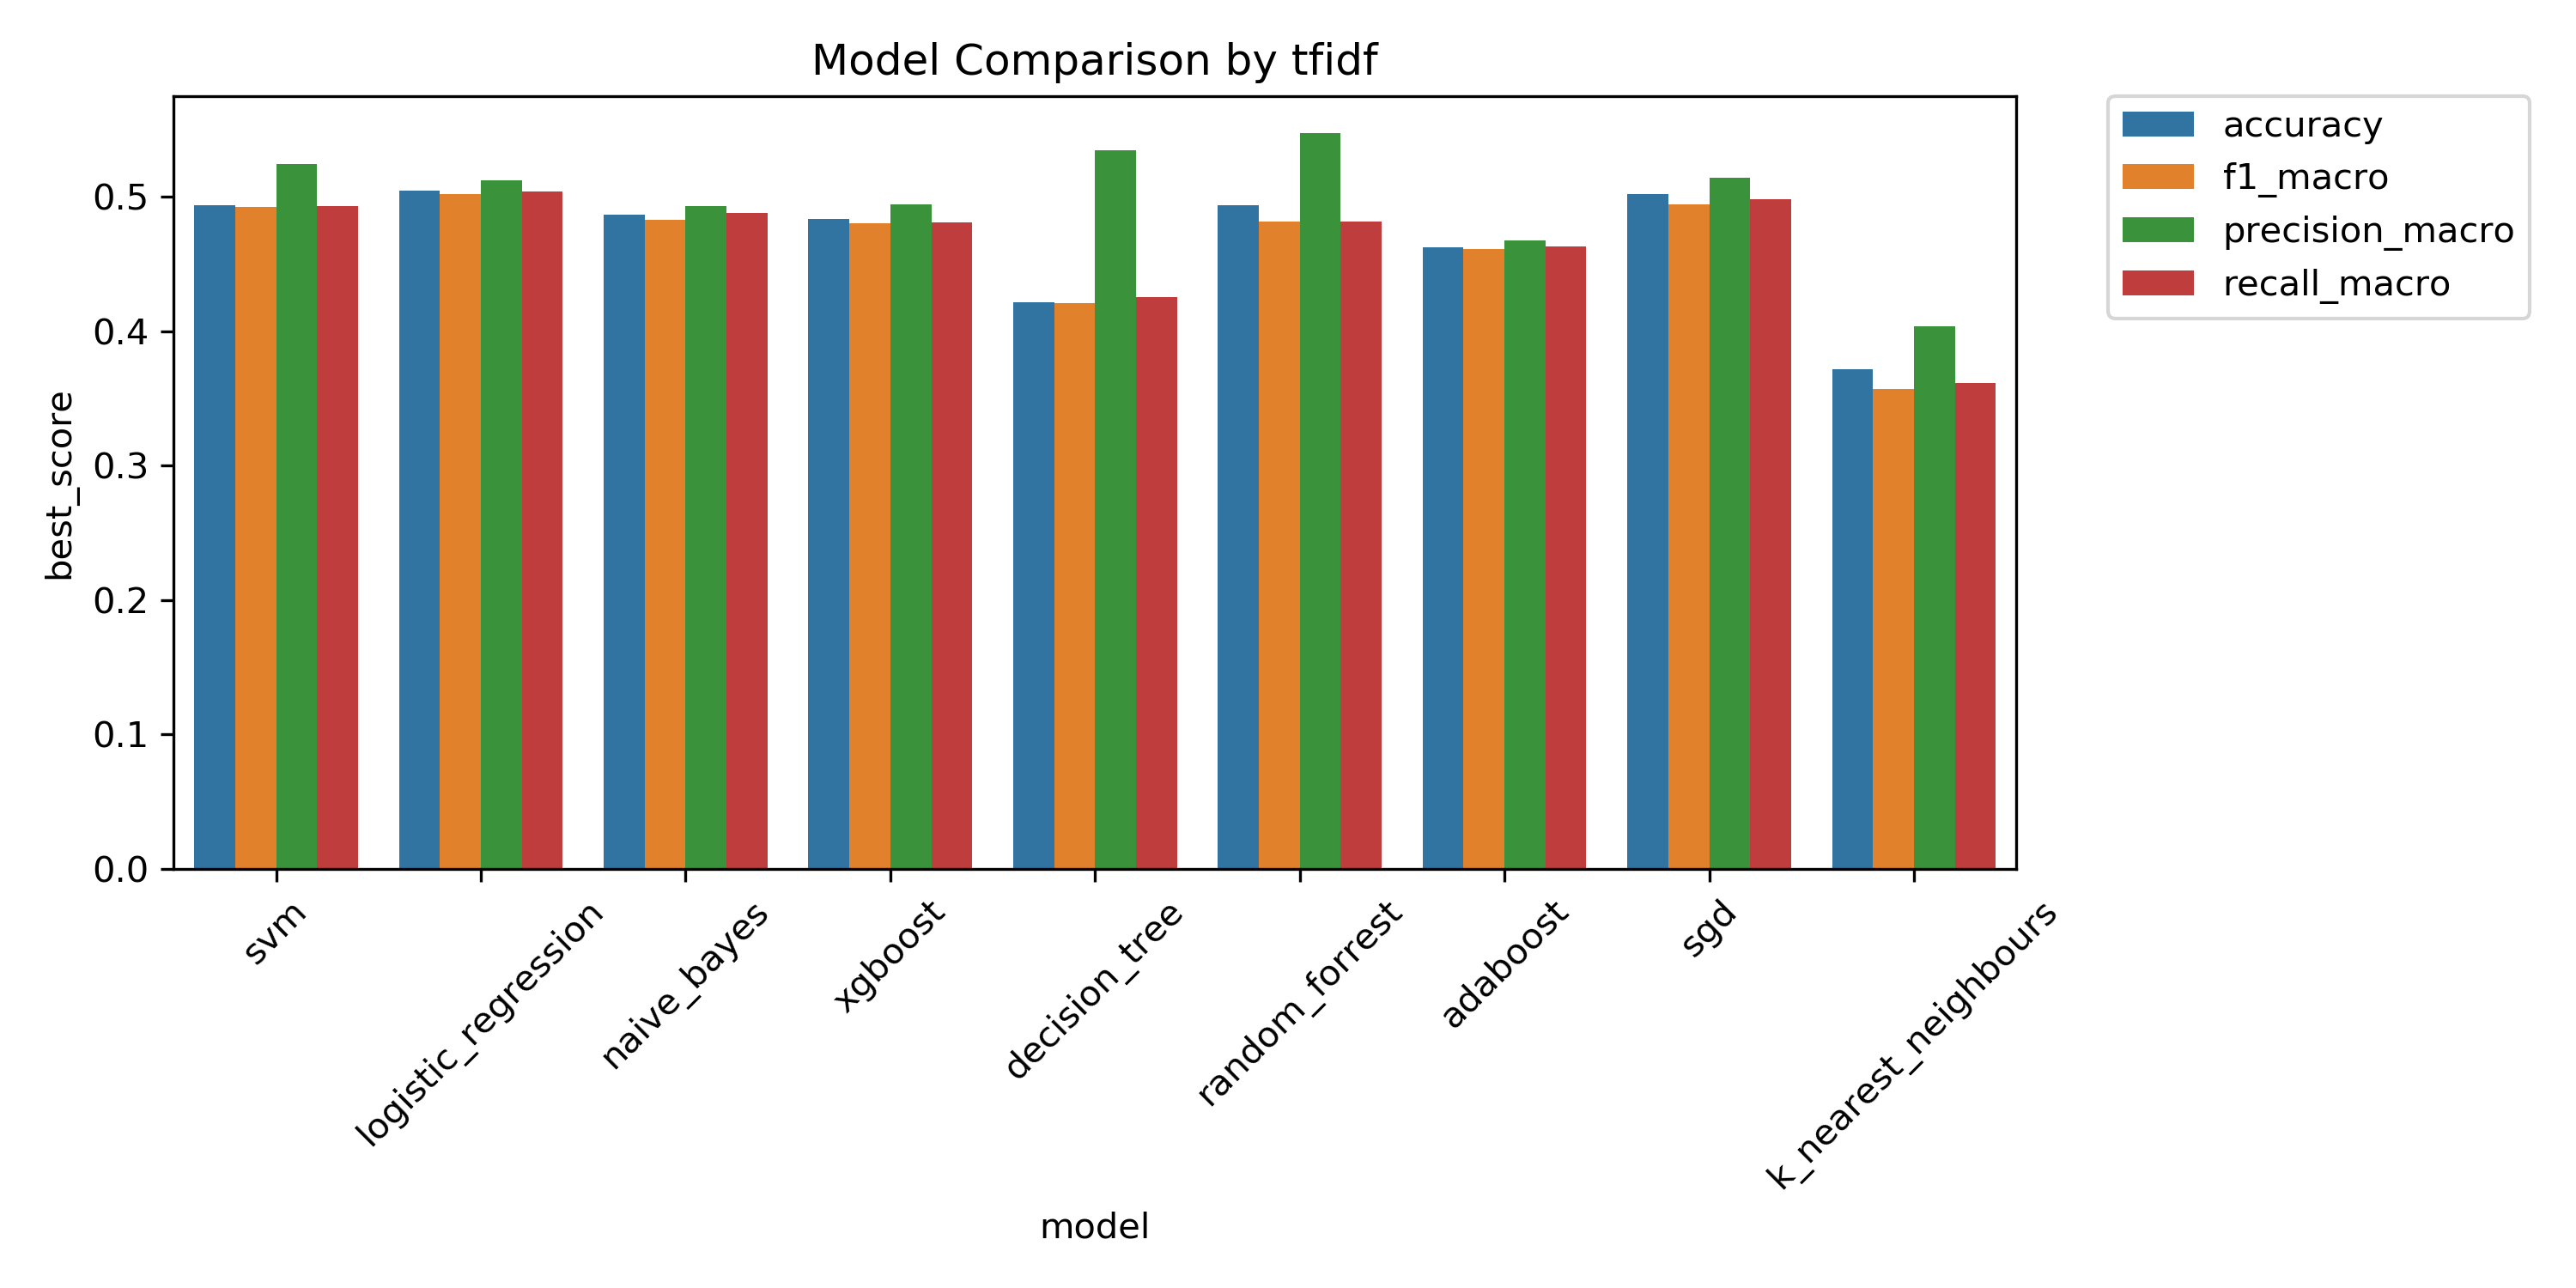 Model Comparison by tfidf
accuracy
f1_macro
precision_macro
recall_macro
best_score
0.5
0.4
0.3
0.2
0.1
0.0
svm
logistic_regression
naive_bayes
xgboost
decision_tree
random_forrest
adaboost
sgd
k_nearest_neighbours
model